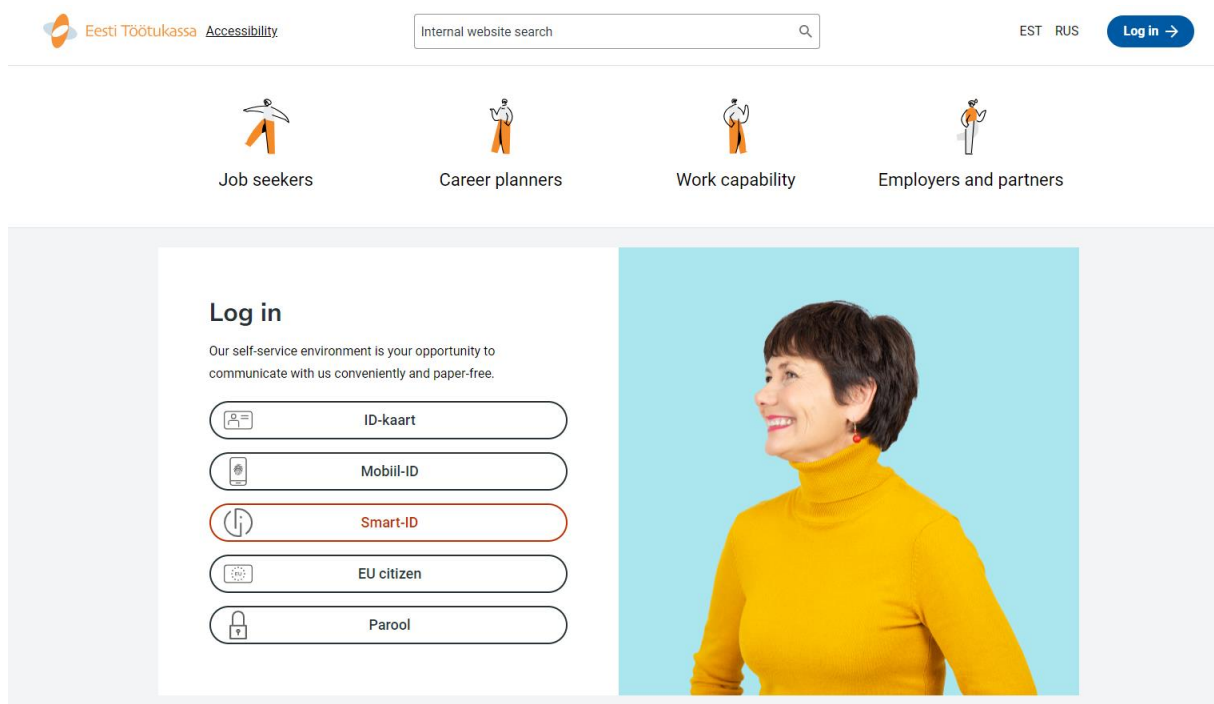 Eesti Töötukassa Accessibility Internal website search EST RUS Log in →
Job seekers Career planners Work capability Employers and partners
Log in
Our self-service environment is your opportunity to
communicate with us conveniently and paper-free.
ID-kaart
Mobiil-ID
Smart-ID
EU EU citizen
Parool